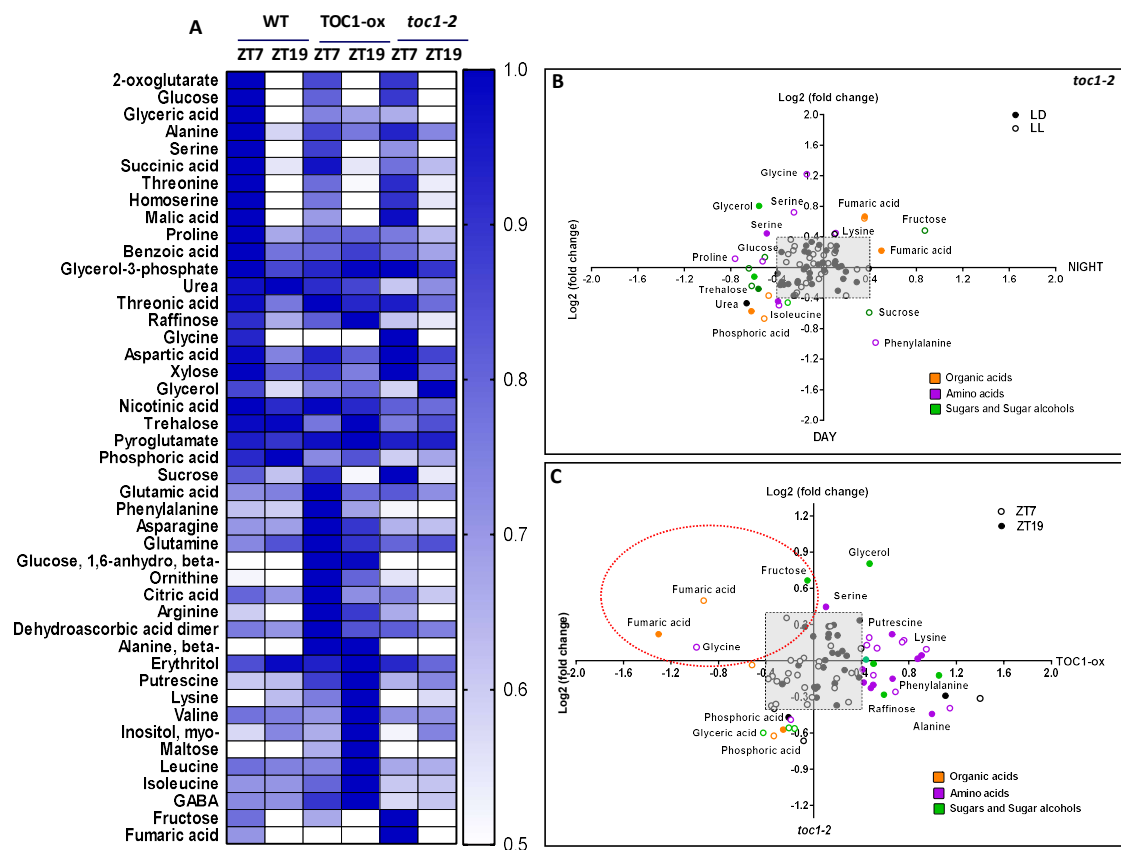 A
WT TOC1-ox toc1-2
ZT7 ZT19 ZT7 ZT19 ZT7 ZT19
2-oxoglutarate
Glucose
Glyceric acid
Alanine
Serine
Succinic acid
Threonine
Homoserine
Malic acid
Proline
Benzoic acid
Glycerol-3-phosphate
Urea
Threonic acid
Raffinose
Glycine
Aspartic acid
Xylose
Glycerol
Nicotinic acid
Trehalose
Pyroglutamate
Phosphoric acid
Sucrose
Glutamic acid
Phenylalanine
Asparagine
Glutamine
Glucose, 1,6-anhydro, beta-
Ornithine
Citric acid
Arginine
Dehydroascorbic acid dimer
Alanine, beta-
Erythritol
Putrescine
Lysine
Valine
Inositol, myo-
Maltose
Leucine
Isoleucine
GABA
Fructose
Fumaric acid
1.0
0.9
0.8
0.7
0.6
0.5
B
toc1-2
Log2 (fold change)
LD
LL
2.0
1.6
1.2
0.8
0.4
0.0
-0.4
-0.8
-1.2
-1.6
-2.0
Glycine
Glycerol
Serine
Fumaric acid
Fructose
Serine
Lysine
Glucose
Fumaric acid
Proline
-2.0 -1.6 -1.2 -0.8 -0.4 0.4 0.8 1.2 1.6 2.0
NIGHT
Log2 (fold change)
Trehalose
Urea
Isoleucine
Sucrose
Phosphoric acid
Phenylalanine
Organic acids
Amino acids
Sugars and Sugar alcohols
DAY
C
Log2 (fold change)
ZT7
ZT19
1.2
0.9
0.6
0.3
-0.3
-0.6
-0.9
-1.2
Glycerol
Fructose
Fumaric acid
Serine
Fumaric acid
Putrescine
Glycine
Lysine
-2.0 -1.6 -1.2 -0.8 -0.4 0.0 0.4 0.8 1.2 1.6 2.0
TOC1-ox
Log2 (fold change)
Phenylalanine
Phosphoric acid
Raffinose
Glyceric acid
Alanine
Phosphoric acid
Organic acids
Amino acids
Sugars and Sugar alcohols
toc1-2